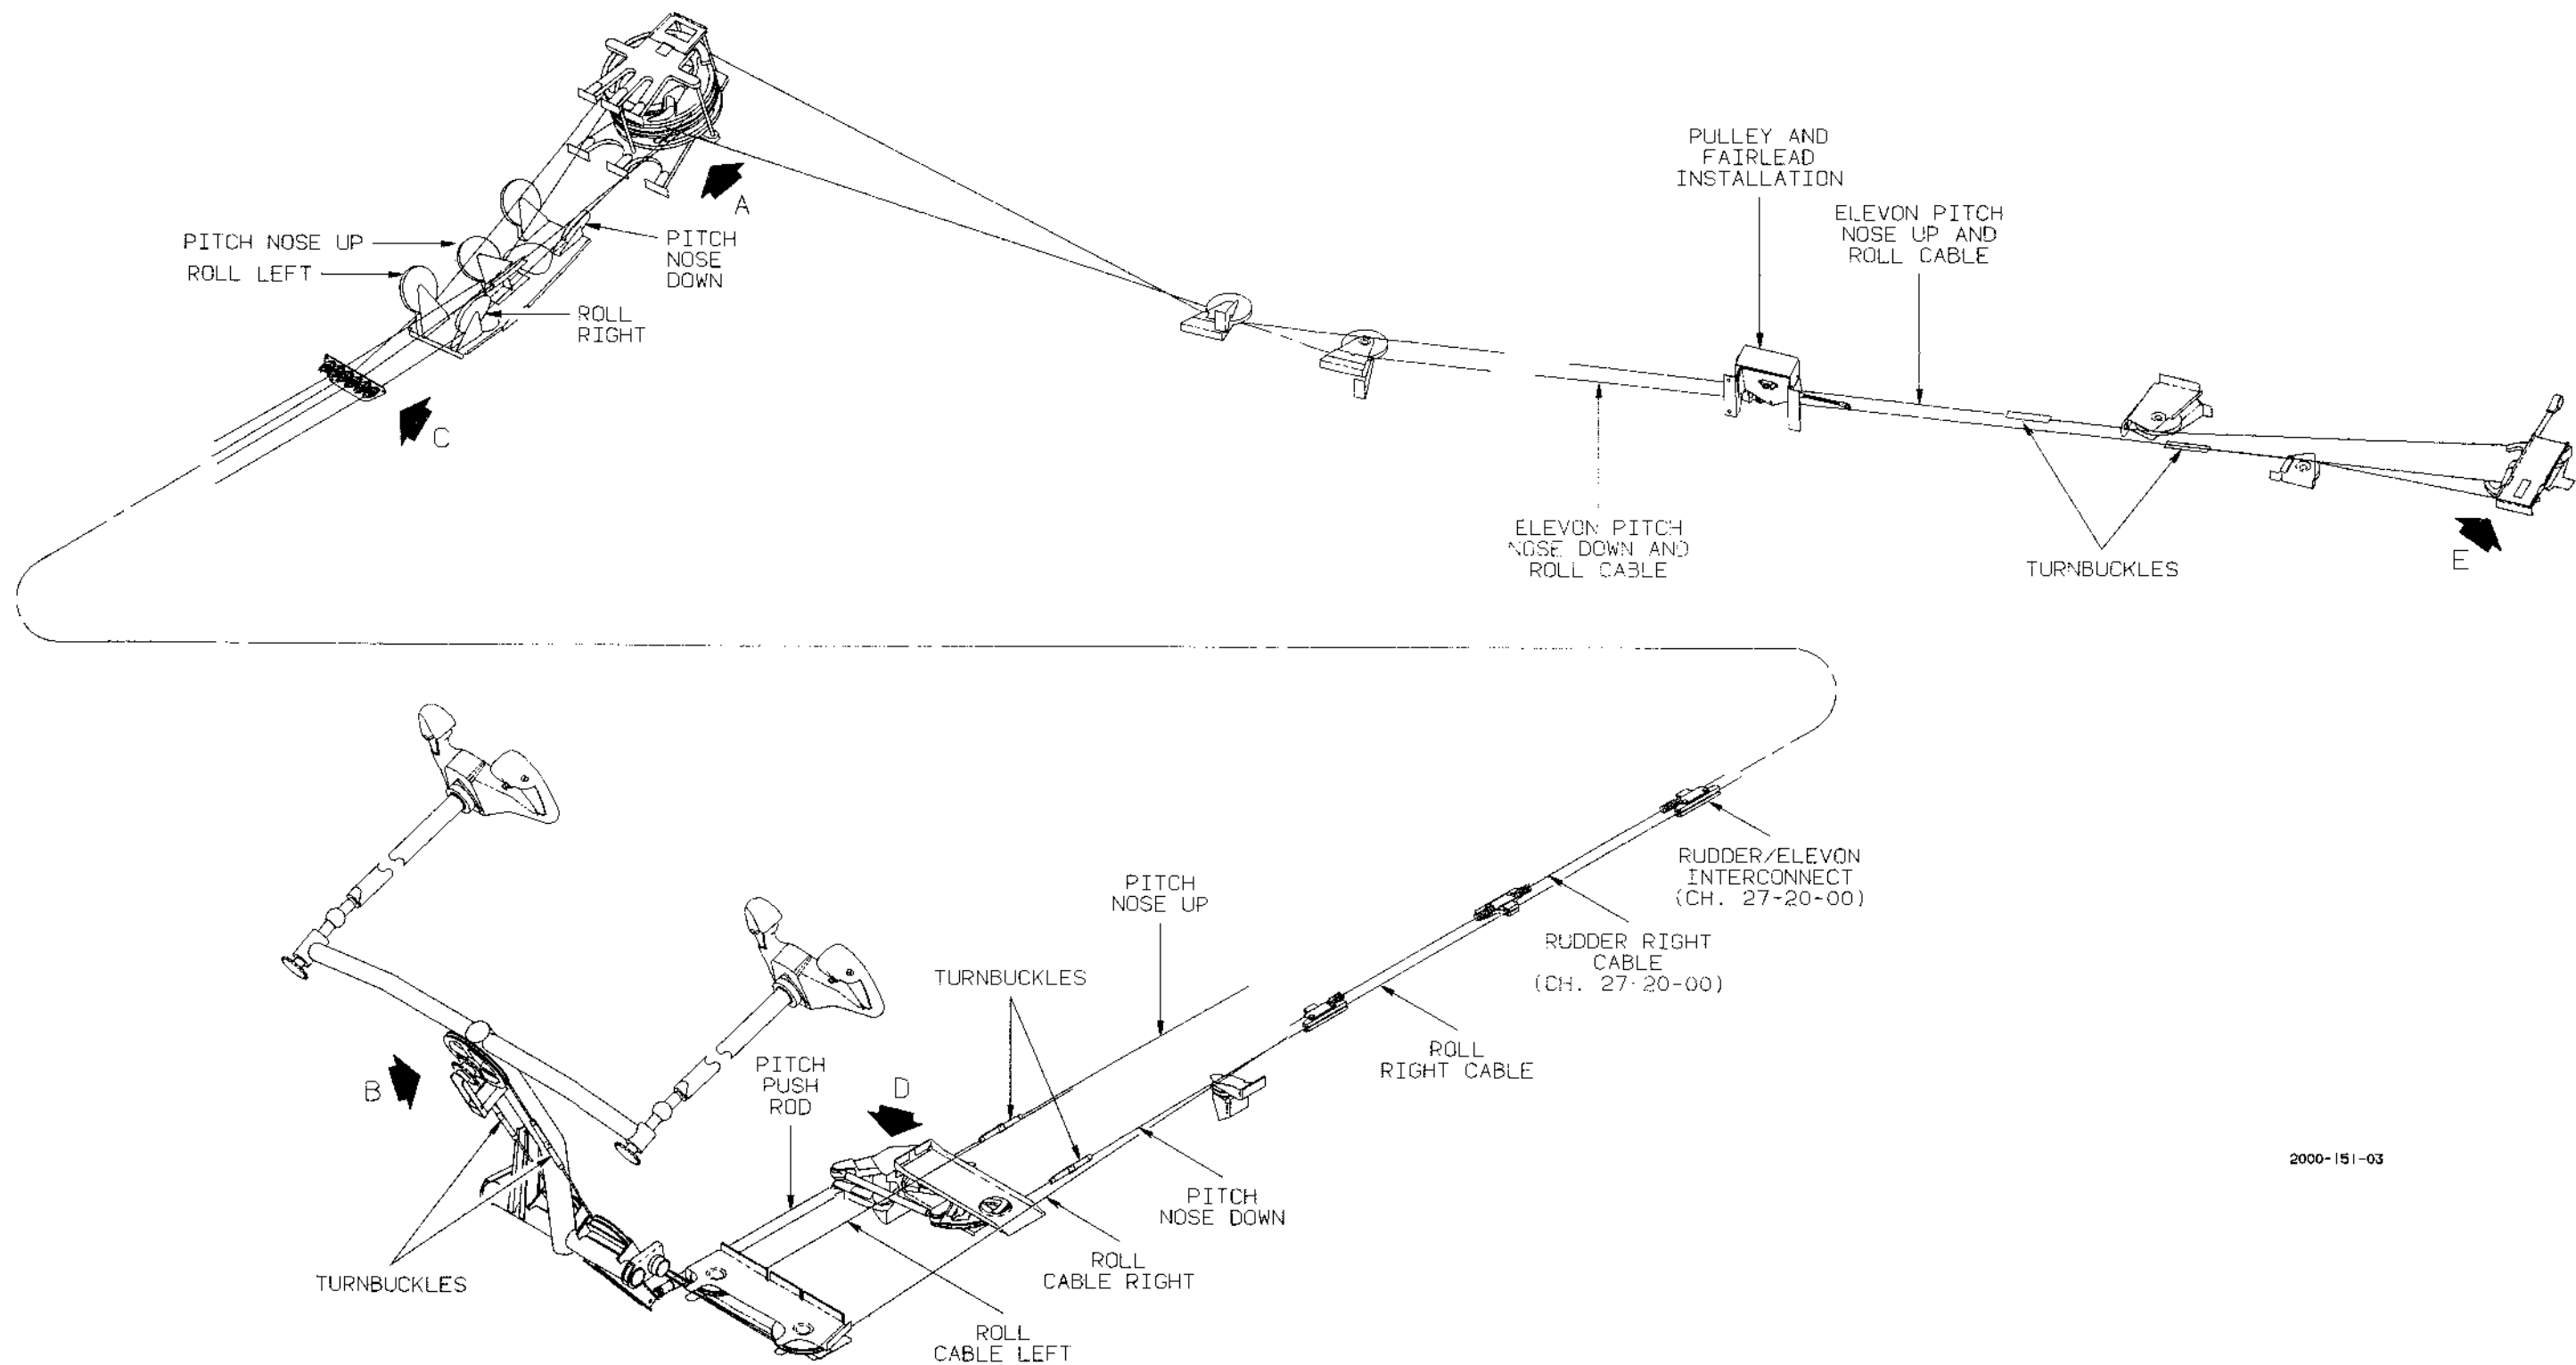 PULLEY AND
FAIRLEAD
INSTALLATION
A
ELEVON PITCH
NOSE UP AND
ROLL CABLE
PITCH NOSE UP
ROLL LEFT
PITCH
NOSE
DOWN
ROLL
RIGHT
C
ELEVON PITCH
NOSE DOWN AND
ROLL CABLE
TURNBUCKLES
E
RUDDER/ELEVON
INTERCONNECT
(CH. 27-20-00)
PITCH
NOSE UP
RUDDER RIGHT
CABLE
(CH. 27-20-00)
TURNBUCKLES
ROLL
RIGHT CABLE
PITCH
PUSH
ROD
B
D
2000-151-03
PITCH
NOSE DOWN
ROLL
CABLE RIGHT
TURNBUCKLES
ROLL
CABLE LEFT